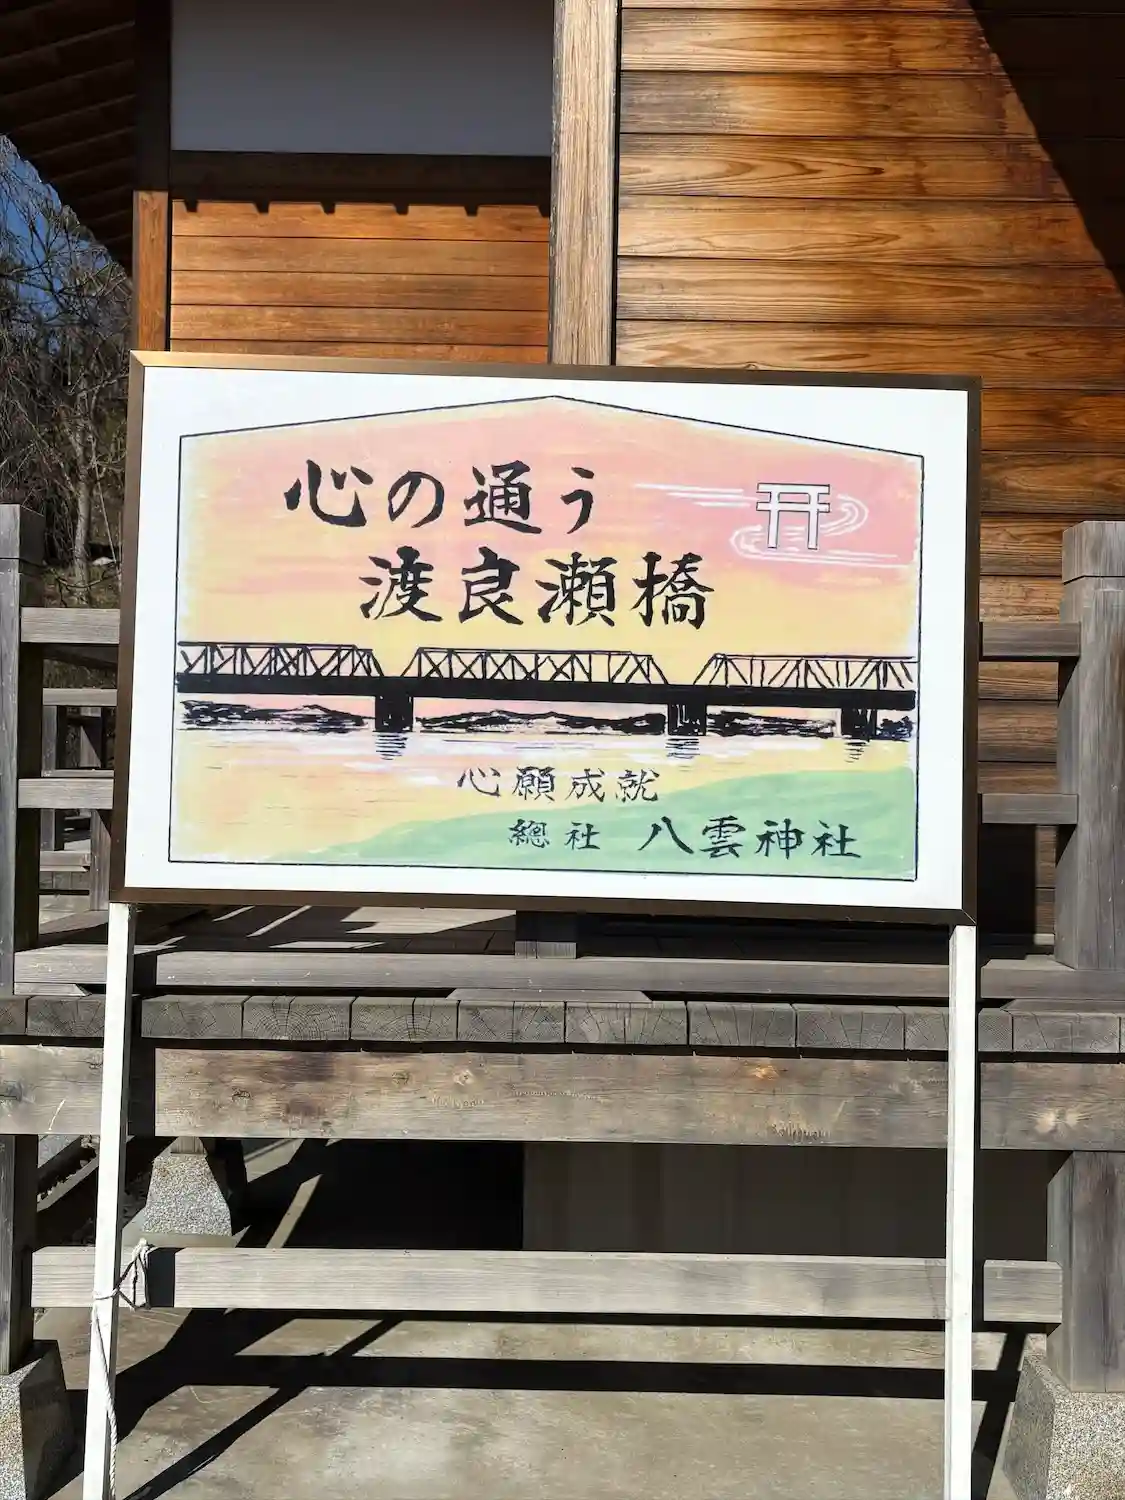 心の通う
渡良瀬橋
心願成就
總社 八雲神社